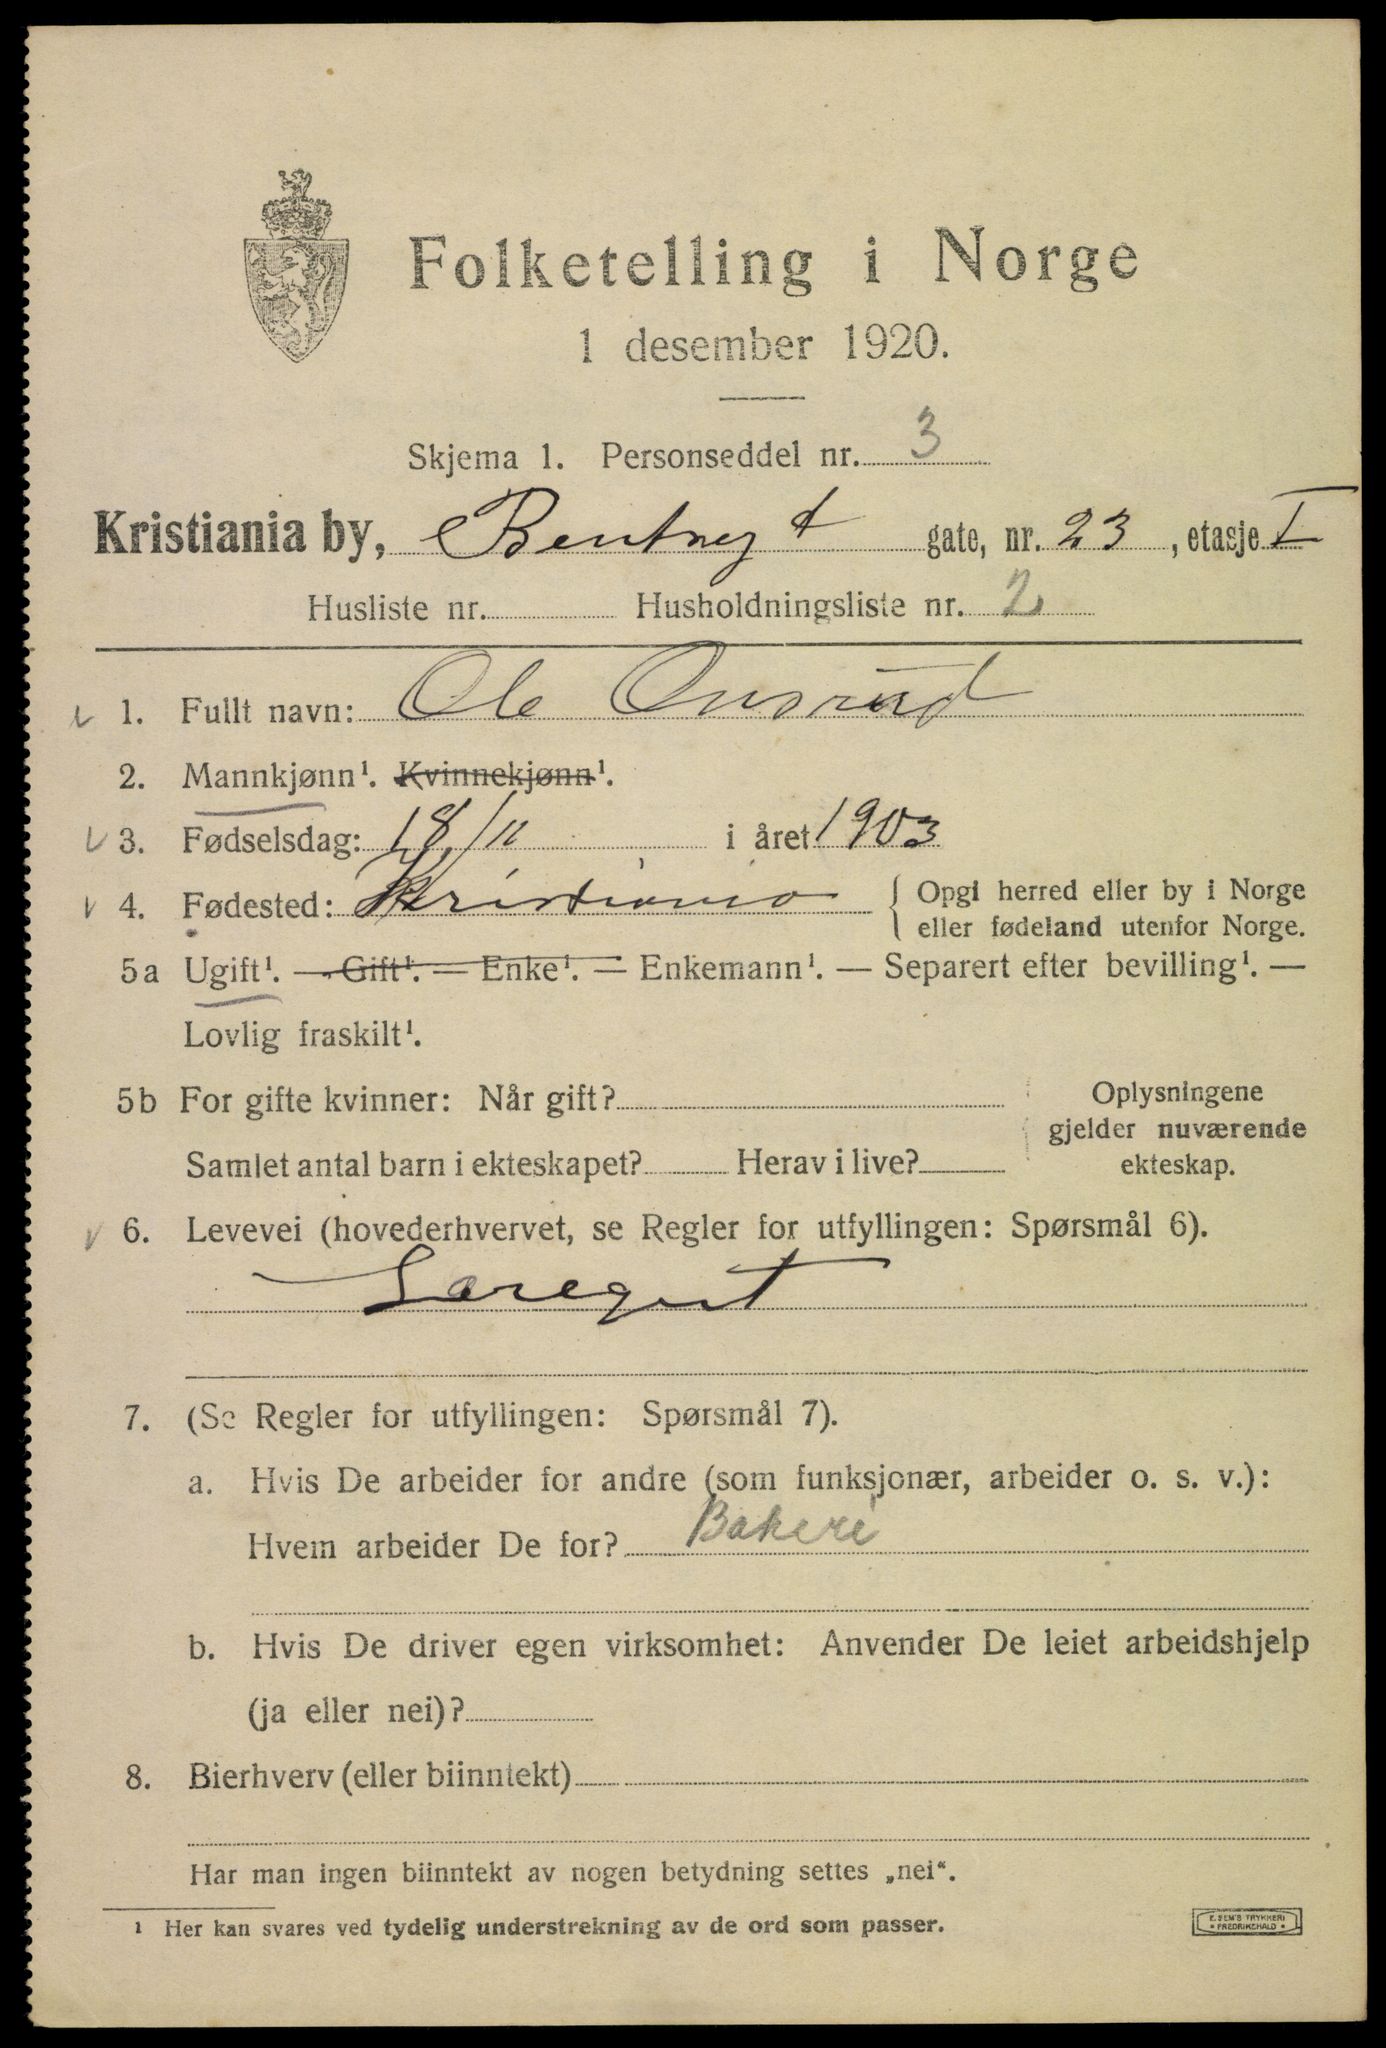 Folketelling i Norge
1 desember 1920.
Skjema 1. Personseddel nr. 3
Kristiania by, gate, nr. 23, etasje I
Husliste nr. Husholdningsliste nr. 2
1. Fullt navn: Ole Onsrud
2. Mannkjønn¹. Kvinnekjønn¹.
3. Fødselsdag: 18/11 i året 1903
4. Fødested: Kristiania { Opgi herred eller by i Norge
eller fødeland utenfor Norge.
5a Ugift¹. — Gift¹. — Enke¹. — Enkemann¹. — Separert efter bevilling¹. —
Lovlig fraskilt¹.
5b For gifte kvinner: Når gift? Oplysningene
gjelder nuværende
Samlet antal barn i ekteskapet? Herav i live? ekteskap.
6. Levevei (hovederhvervet, se Regler for utfyllingen: Spørsmål 6).
Læregut
7. (Se Regler for utfyllingen: Spørsmål 7).
a. Hvis De arbeider for andre (som funksjonær, arbeider o. s. v.):
Hvem arbeider De for? Bakeri
b. Hvis De driver egen virksomhet: Anvender De leiet arbeidshjelp
(ja eller nei)?
8. Bierhverv (eller biinntekt)
Har man ingen biinntekt av nogen betydning settes „nei“.
¹ Her kan svares ved tydelig understrekning av de ord som passer.
E. SEM'S TRYKKERI
* FREDRIKSHALD *